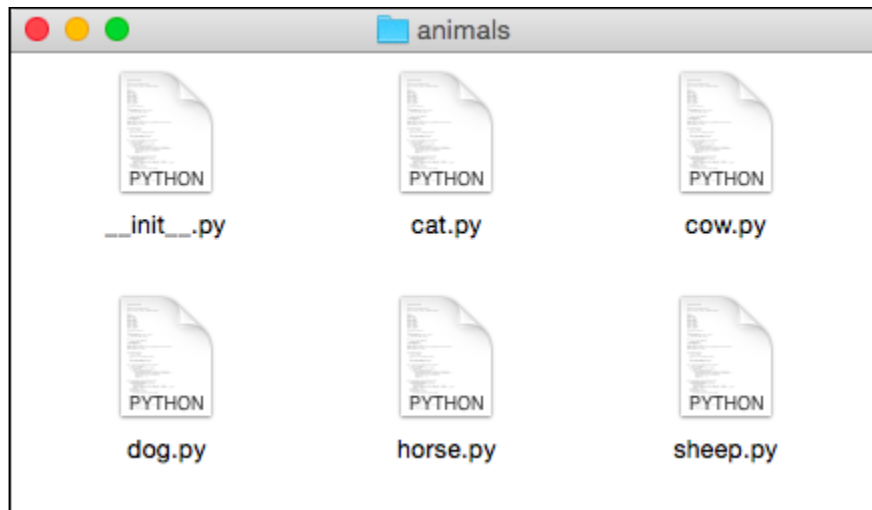 animals
PYTHON PYTHON PYTHON
__init__.py cat.py cow.py
PYTHON PYTHON PYTHON
dog.py horse.py sheep.py